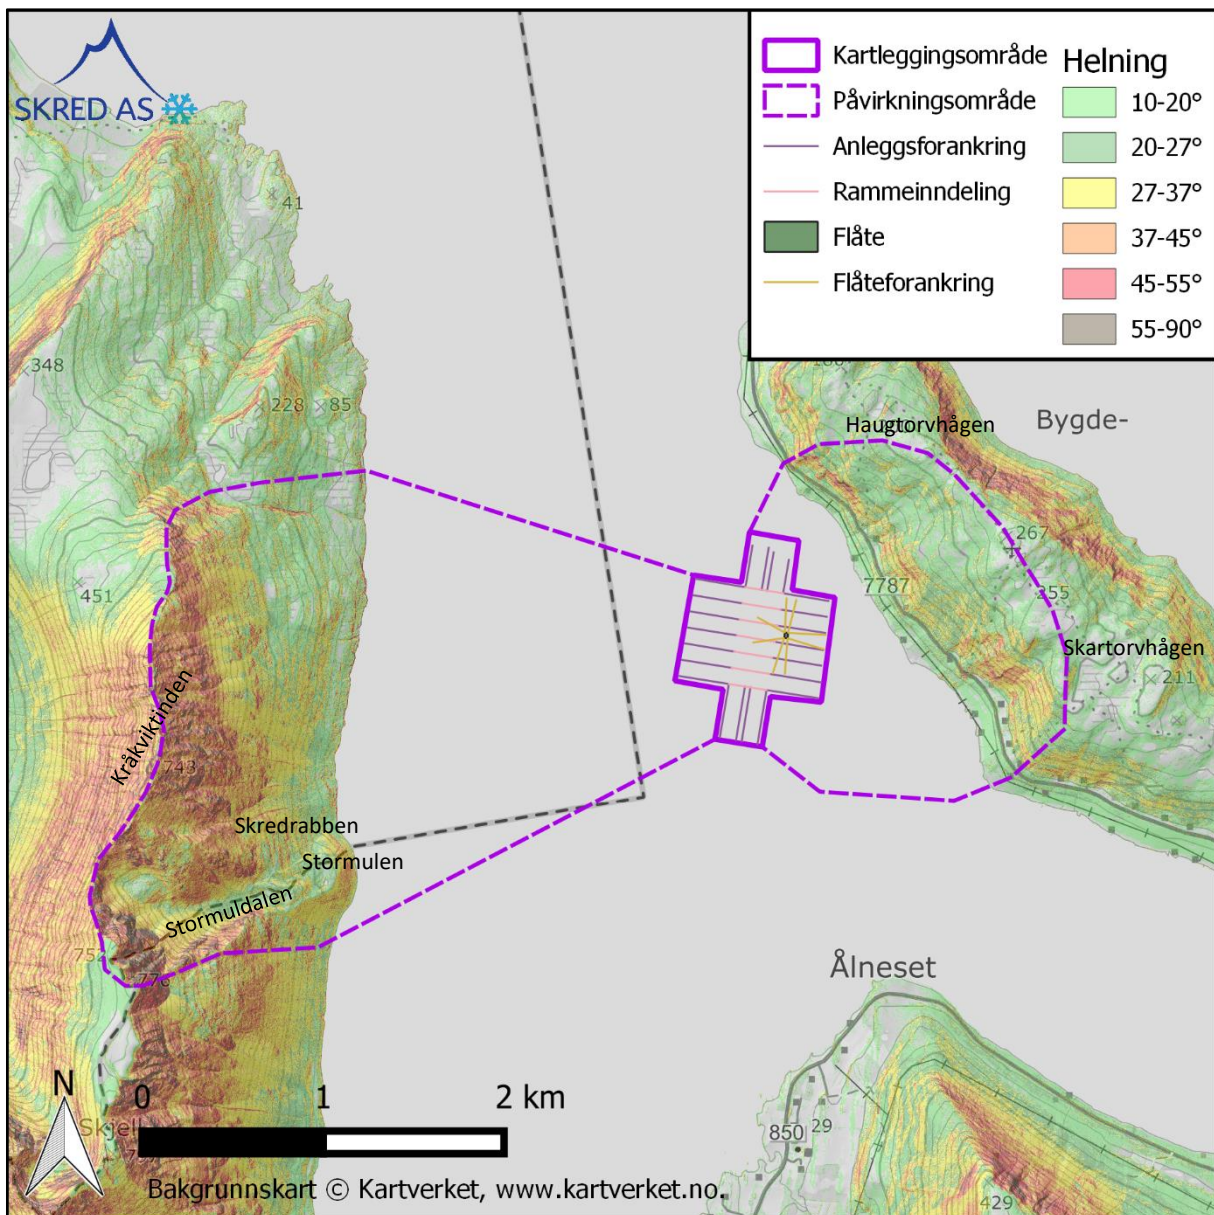 SKRED AS
Kartleggingsområde
Påvirkningsområde
Anleggsforankring
Rammeinndeling
Flåte
Flåteforankring
Helning
10-20°
20-27°
27-37°
37-45°
45-55°
55-90°
41
348
228
85
451
Haugtorvhågen
Bygde-
267
7787
255
Skartorvhågen
211
Kråkviktinden
743
Skredrabben
Stormulen
Stormuldalen
752
776
Ålneset
N
0 1 2 km
Skjel
850
29
429
Bakgrunnskart © Kartverket, www.kartverket.no.